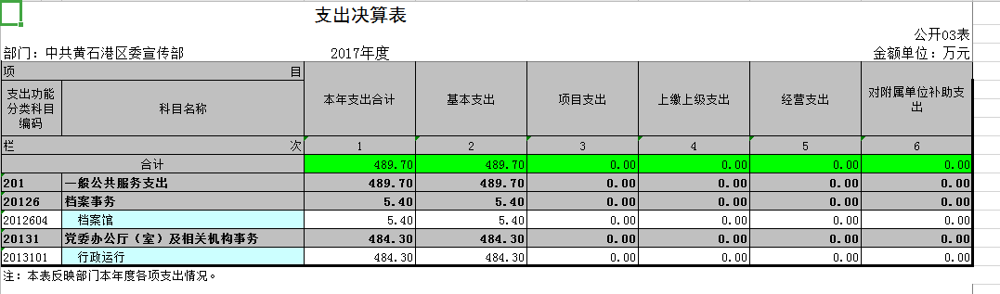 支出决算表
公开03表
部门：中共黄石港区委宣传部 2017年度 金额单位：万元
项 目
支出功能分类科目编码 科目名称 本年支出合计 基本支出 项目支出 上缴上级支出 经营支出 对附属单位补助支出
栏 次 1 2 3 4 5 6
合计 489.70 489.70 0.00 0.00 0.00 0.00
201 一般公共服务支出 489.70 489.70 0.00 0.00 0.00 0.00
20126 档案事务 5.40 5.40 0.00 0.00 0.00 0.00
2012604 档案馆 5.40 5.40 0.00 0.00 0.00 0.00
20131 党委办公厅（室）及相关机构事务 484.30 484.30 0.00 0.00 0.00 0.00
2013101 行政运行 484.30 484.30 0.00 0.00 0.00 0.00
注：本表反映部门本年度各项支出情况。